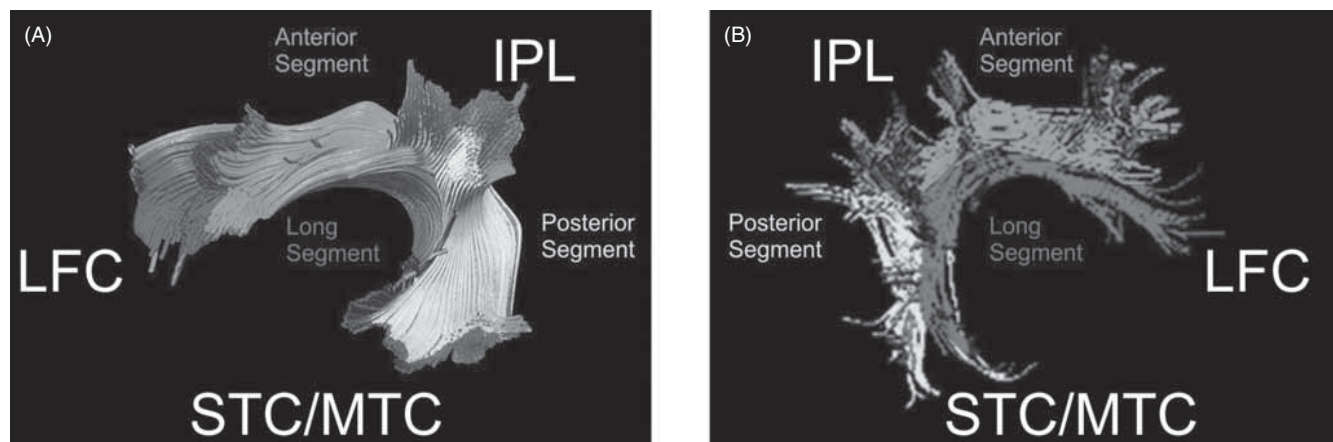 (A)
Anterior
Segment
IPL
Long
Segment
Posterior
Segment
LFC
STC/MTC
(B)
IPL
Anterior
Segment
Posterior
Segment
Long
Segment
LFC
STC/MTC